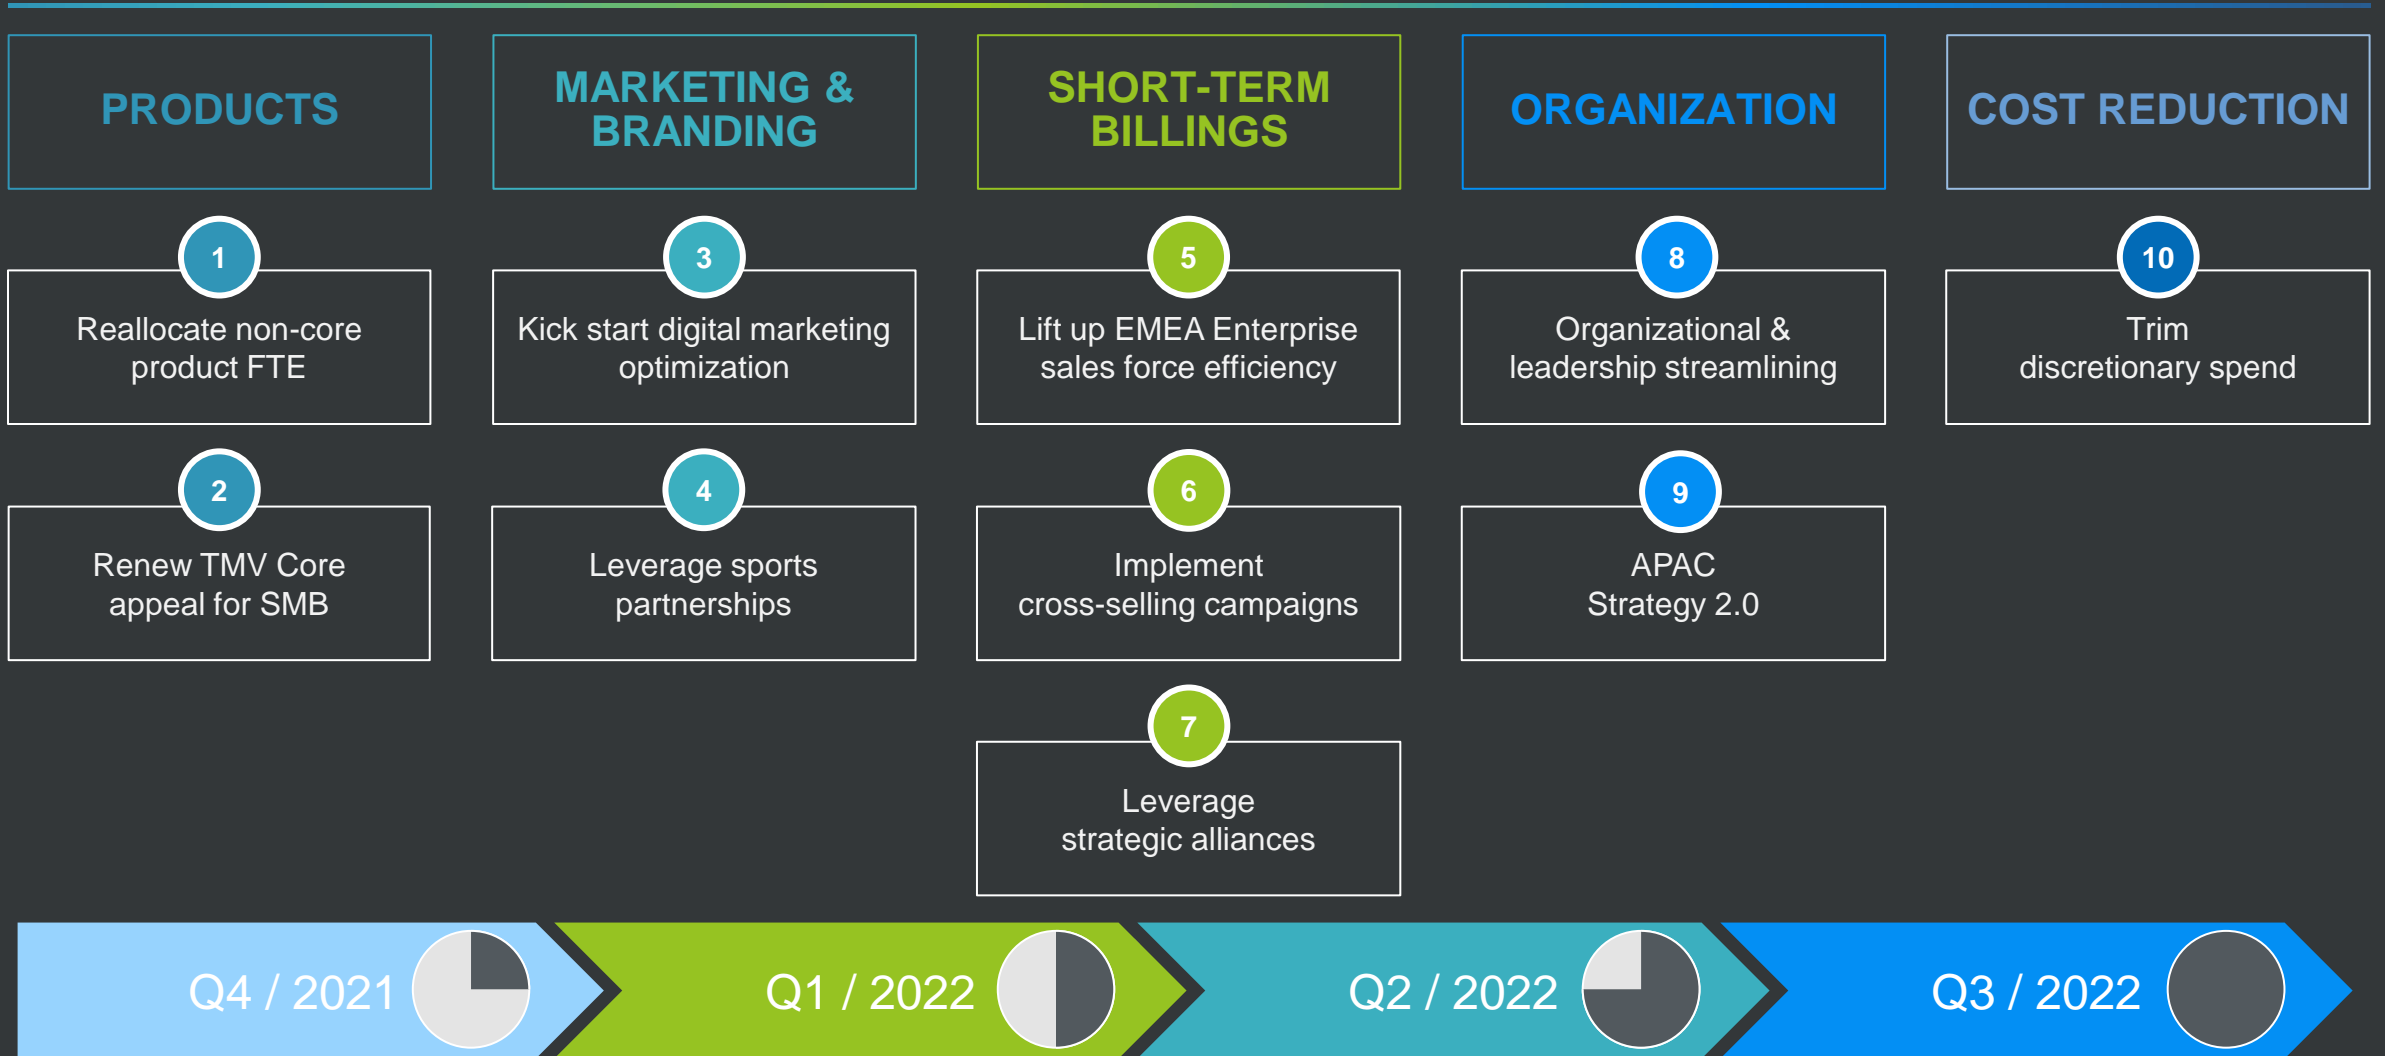 PRODUCTS
MARKETING &
BRANDING
SHORT-TERM
BILLINGS
ORGANIZATION
COST REDUCTION
1
Reallocate non-core
product FTE
2
Renew TMV Core
appeal for SMB
3
Kick start digital marketing
optimization
4
Leverage sports
partnerships
5
Lift up EMEA Enterprise
sales force efficiency
6
Implement
cross-selling campaigns
7
Leverage
strategic alliances
8
Organizational &
leadership streamlining
9
APAC
Strategy 2.0
10
Trim
discretionary spend
Q4 / 2021
Q1 / 2022
Q2 / 2022
Q3 / 2022